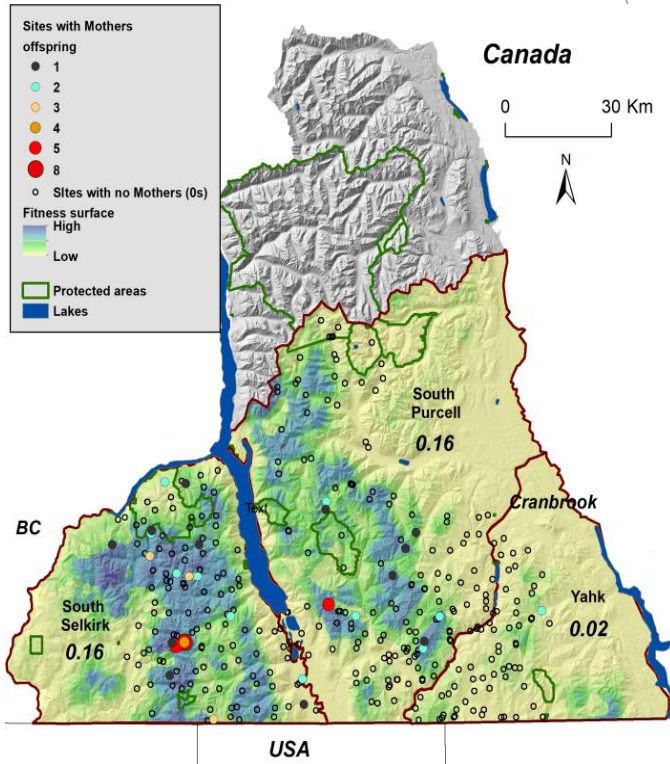 Sites with Mothers
offspring
1
2
3
4
5
8
SItes with no Mothers (0s)
Fitness surface
High
Low
Protected areas
Lakes
Canada
0 30 Km
N
South
Purcell
0.16
Cranbrook
Text
BC
South
Selkirk
0.16
Yahk
0.02
USA